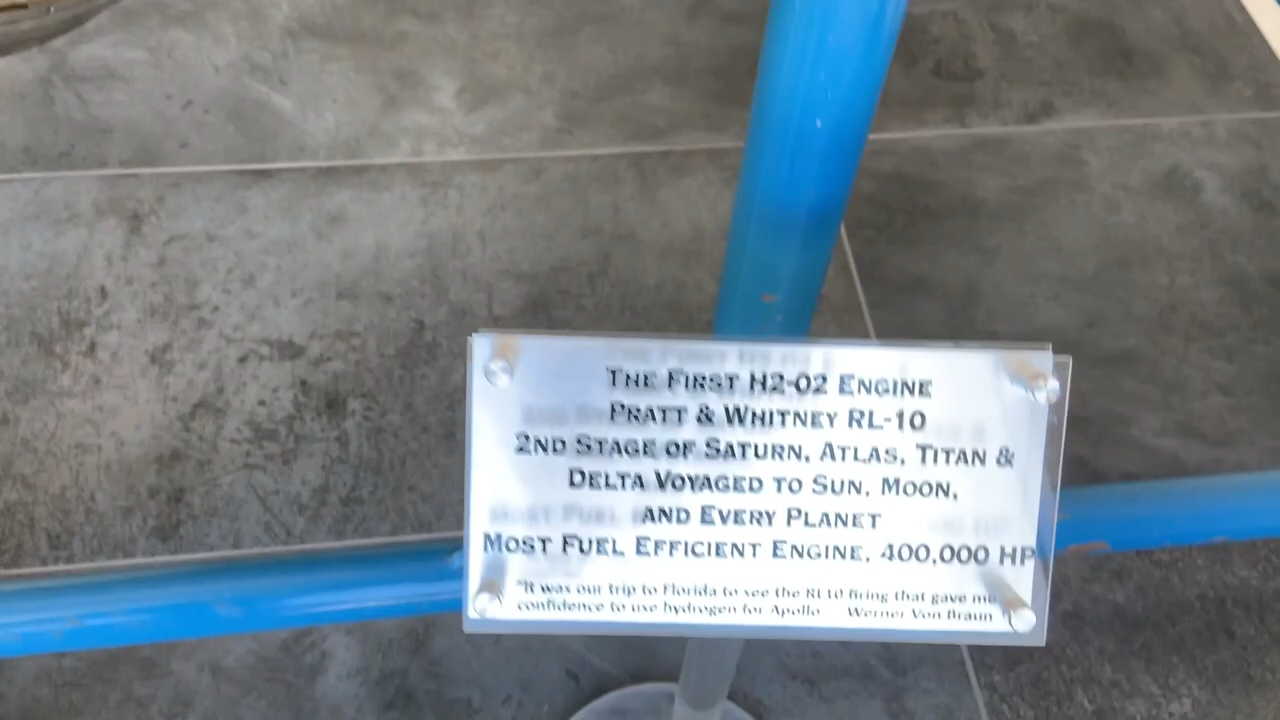 THE FIRST H2-02 ENGINE
PRATT & WHITNEY RL-10
2ND STAGE OF SATURN, ATLAS, TITAN &
DELTA VOYAGED TO SUN, MOON,
AND EVERY PLANET
MOST FUEL EFFICIENT ENGINE, 400,000 HP
"It was our trip to Florida to see the RL10 firing that gave me
confidence to use hydrogen for Apollo Werner Von Braun